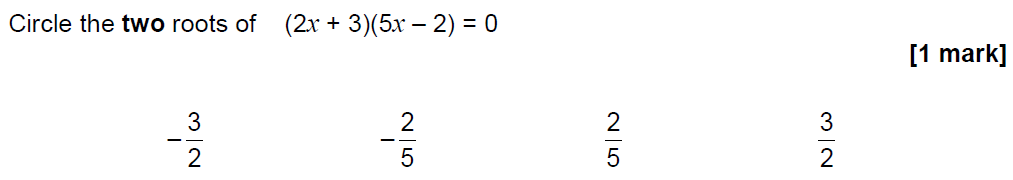 Circle the two roots of (2x + 3)(5x – 2) = 0
[1 mark]
–3/2 –2/5 2/5 3/2